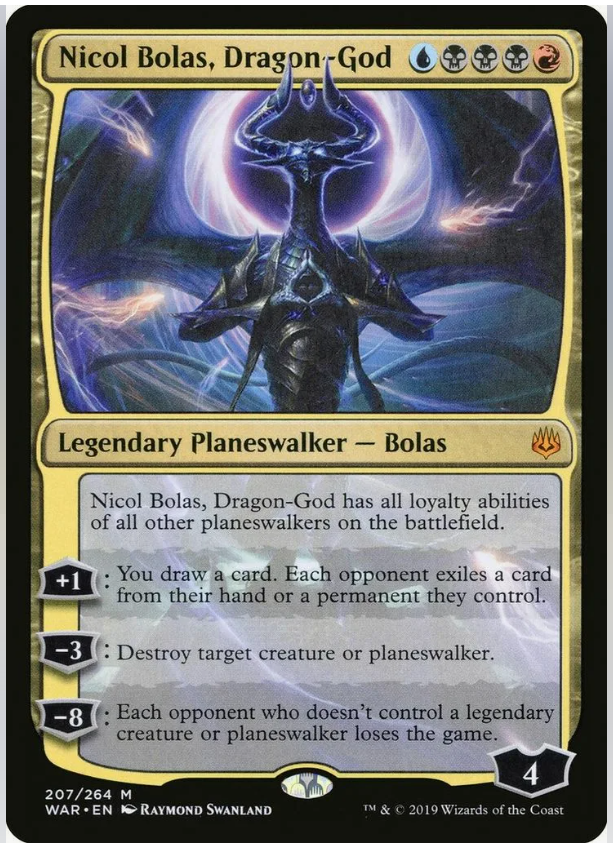 Nicol Bolas, Dragon-God
Legendary Planeswalker — Bolas
Nicol Bolas, Dragon-God has all loyalty abilities
of all other planeswalkers on the battlefield.
+1: You draw a card. Each opponent exiles a card
from their hand or a permanent they control.
−3: Destroy target creature or planeswalker.
−8: Each opponent who doesn't control a legendary
creature or planeswalker loses the game.
4
207/264 M
WAR • EN RAYMOND SWANLAND
™ & © 2019 Wizards of the Coast